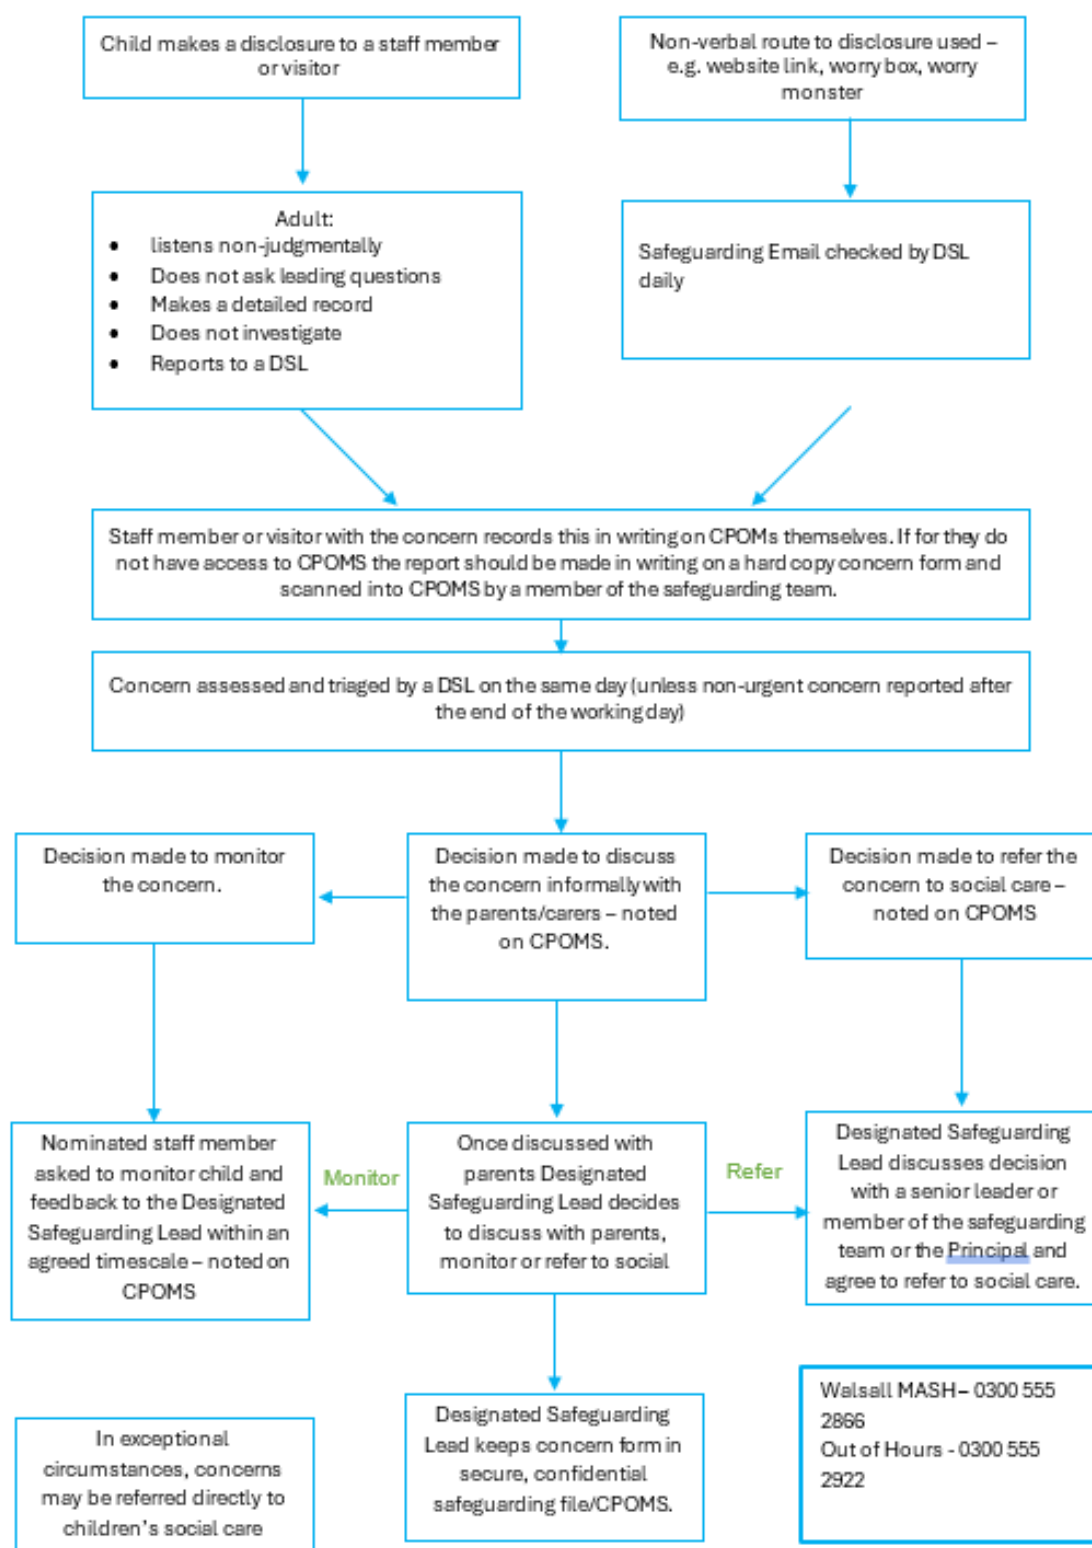 Child makes a disclosure to a staff member
or visitor
Non-verbal route to disclosure used –
e.g. website link, worry box, worry
monster
Adult:
• listens non-judgmentally
• Does not ask leading questions
• Makes a detailed record
• Does not investigate
• Reports to a DSL
Safeguarding Email checked by DSL
daily
Staff member or visitor with the concern records this in writing on CPOMs themselves. If for they do
not have access to CPOMS the report should be made in writing on a hard copy concern form and
scanned into CPOMS by a member of the safeguarding team.
Concern assessed and triaged by a DSL on the same day (unless non-urgent concern reported after
the end of the working day)
Decision made to monitor
the concern.
Decision made to discuss
the concern informally with
the parents/carers – noted
on CPOMS.
Decision made to refer the
concern to social care –
noted on CPOMS
Nominated staff member
asked to monitor child and
feedback to the Designated
Safeguarding Lead within an
agreed timescale – noted on
CPOMS
Monitor
Once discussed with
parents Designated
Safeguarding Lead decides
to discuss with parents,
monitor or refer to social
Refer
Designated Safeguarding
Lead discusses decision
with a senior leader or
member of the safeguarding
team or the Principal and
agree to refer to social care.
In exceptional
circumstances, concerns
may be referred directly to
children's social care
Designated Safeguarding
Lead keeps concern form in
secure, confidential
safeguarding file/CPOMS.
Walsall MASH – 0300 555
2866
Out of Hours - 0300 555
2922